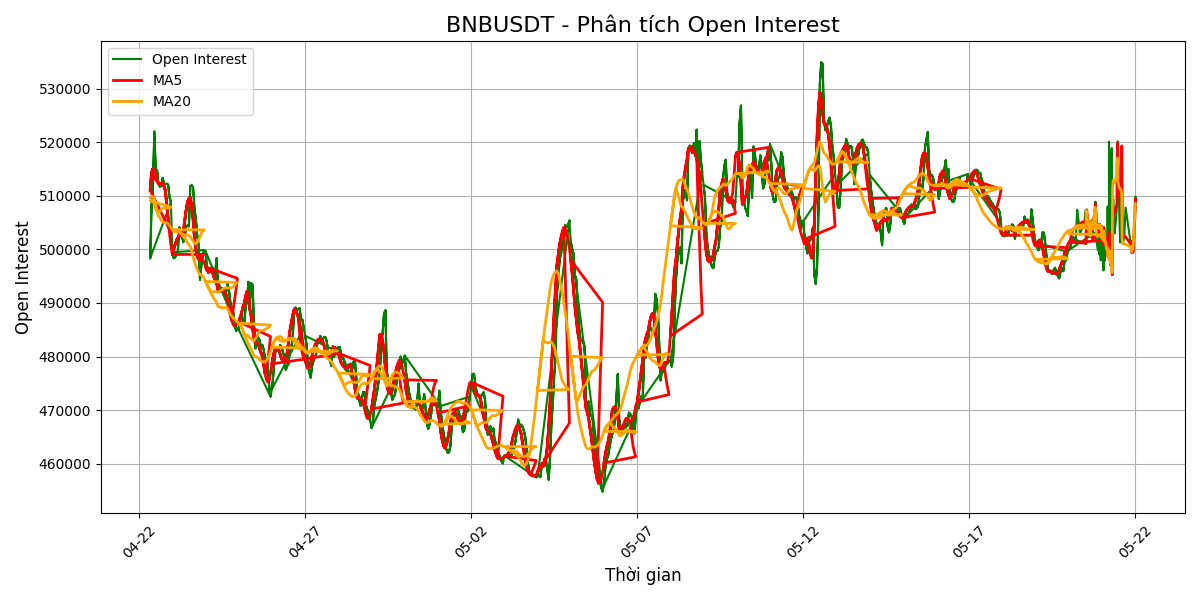 BNBUSDT - Phân tích Open Interest
Open Interest
MA5
MA20
Open Interest
530000
520000
510000
500000
490000
480000
470000
460000
04-22
04-27
05-02
05-07
05-12
05-17
05-22
Thời gian